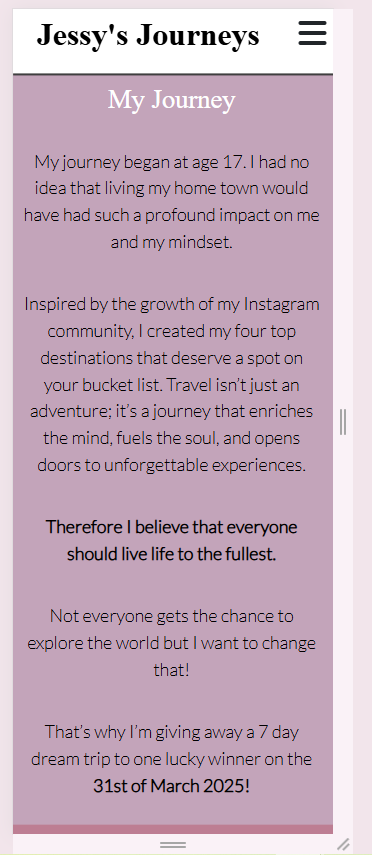 Jessy's Journeys
My Journey
My journey began at age 17. I had no
idea that living my home town would
have had such a profound impact on me
and my mindset.
Inspired by the growth of my Instagram
community, I created my four top
destinations that deserve a spot on
your bucket list. Travel isn’t just an
adventure; it’s a journey that enriches
the mind, fuels the soul, and opens
doors to unforgettable experiences.
Therefore I believe that everyone
should live life to the fullest.
Not everyone gets the chance to
explore the world but I want to change
that!
That’s why I’m giving away a 7 day
dream trip to one lucky winner on the
31st of March 2025!